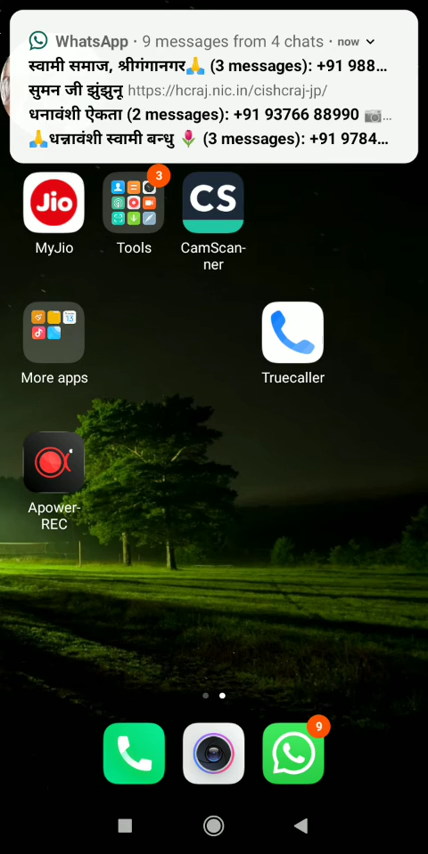 WhatsApp • 9 messages from 4 chats • now
स्वामी समाज, श्रीगंगानगर🙏 (3 messages): +91 988...
सुमन जी झुंझुनू https://hcraj.nic.in/cishcraj-jp/
धनावंशी ऐकता (2 messages): +91 93766 88990 📷...
🙏धन्नावंशी स्वामी बन्धु 🌷 (3 messages): +91 9784...
3
Jio
CS
MyJio
Tools
CamScan-
ner
13
More apps
Truecaller
Apower-
REC
9